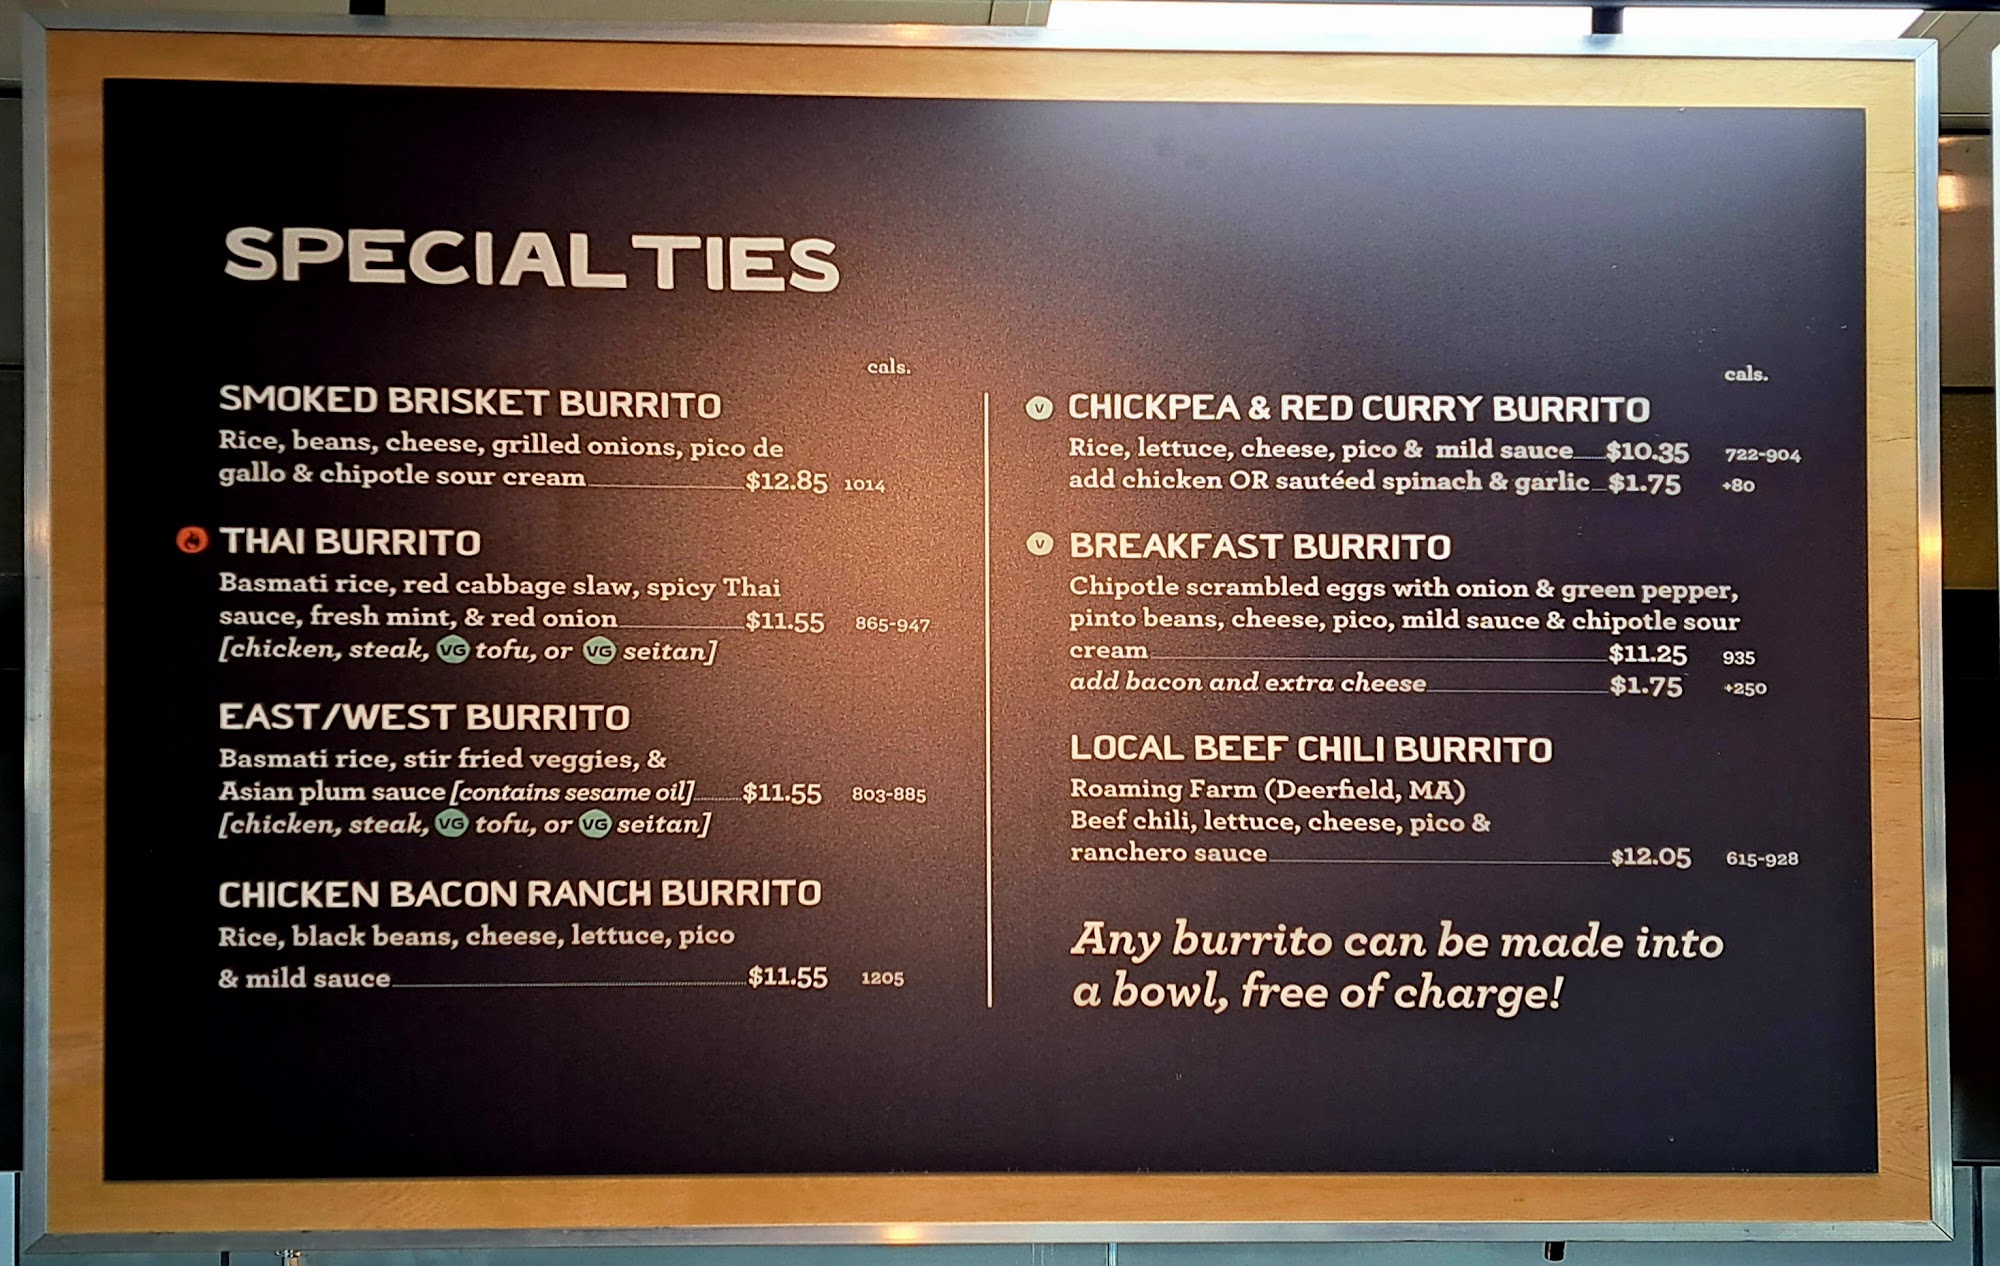 SPECIALTIES
cals.
SMOKED BRISKET BURRITO
Rice, beans, cheese, grilled onions, pico de
gallo & chipotle sour cream $12.85 1014
THAI BURRITO
Basmati rice, red cabbage slaw, spicy Thai
sauce, fresh mint, & red onion $11.55 865-947
[chicken, steak, VG tofu, or VG seitan]
EAST/WEST BURRITO
Basmati rice, stir fried veggies, &
Asian plum sauce [contains sesame oil] $11.55 803-885
[chicken, steak, VG tofu, or VG seitan]
CHICKEN BACON RANCH BURRITO
Rice, black beans, cheese, lettuce, pico
& mild sauce $11.55 1205
cals.
V CHICKPEA & RED CURRY BURRITO
Rice, lettuce, cheese, pico & mild sauce $10.35 722-904
add chicken OR sautéed spinach & garlic $1.75 +80
V BREAKFAST BURRITO
Chipotle scrambled eggs with onion & green pepper,
pinto beans, cheese, pico, mild sauce & chipotle sour
cream $11.25 935
add bacon and extra cheese $1.75 +250
LOCAL BEEF CHILI BURRITO
Roaming Farm (Deerfield, MA)
Beef chili, lettuce, cheese, pico &
ranchero sauce $12.05 615-928
Any burrito can be made into
a bowl, free of charge!